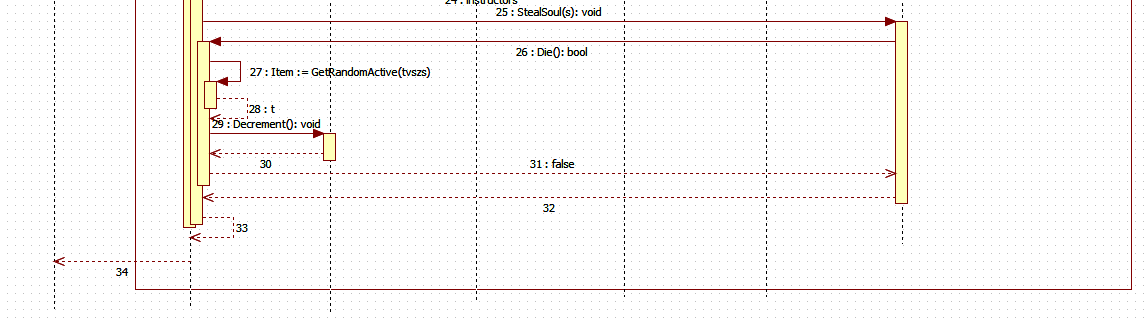 24 : Instructors
25 : StealSoul(s): void
26 : Die(): bool
27 : Item := GetRandomActive(tvszs)
28 : t
29 : Decrement(): void
30
31 : false
32
33
34